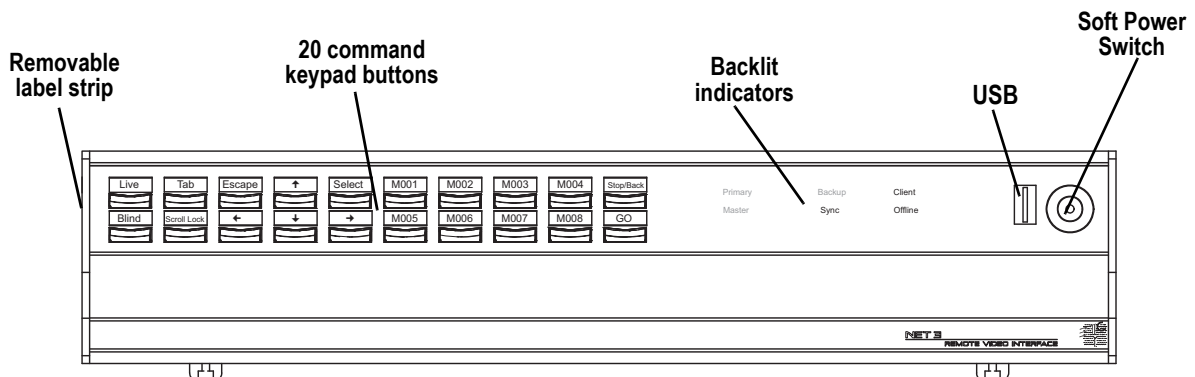 Soft Power
Switch
20 command
keypad buttons
Removable
label strip
Backlit
indicators
USB
Live Tab Escape ↑ Select M001 M002 M003 M004 Stop/Back
Primary Backup Client
Blind Scroll Lock ← ↓ → M005 M006 M007 M008 GO
Master Sync Offline
NET 3
REMOTE VIDEO INTERFACE